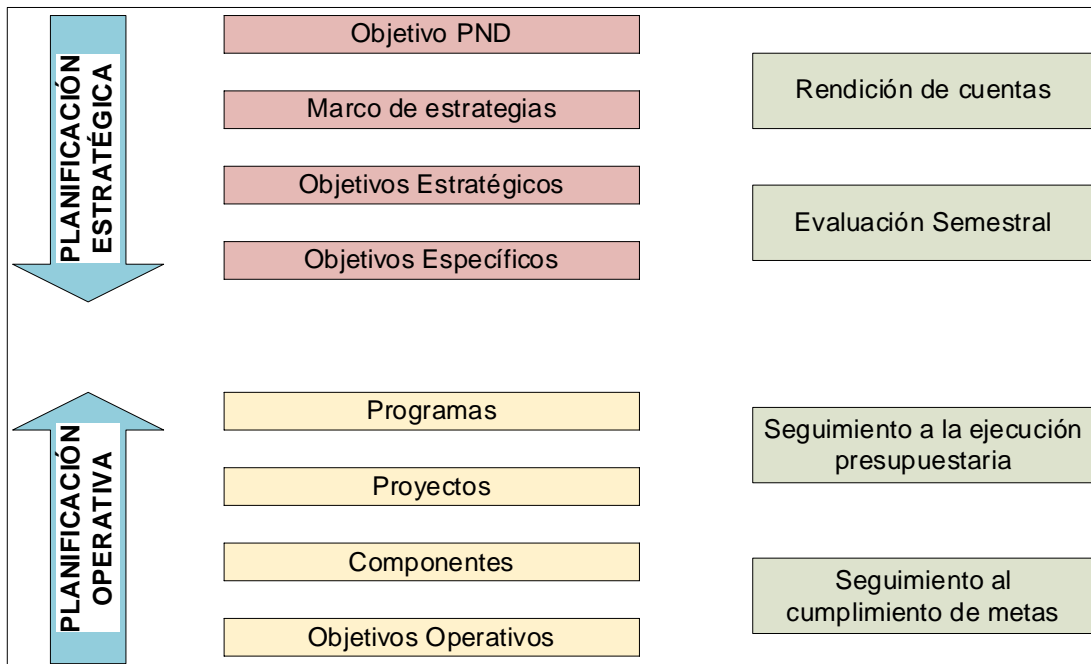 PLANIFICACIÓN
ESTRATÉGICA
Objetivo PND
Marco de estrategias
Objetivos Estratégicos
Objetivos Específicos
Rendición de cuentas
Evaluación Semestral
PLANIFICACIÓN
OPERATIVA
Programas
Proyectos
Componentes
Objetivos Operativos
Seguimiento a la ejecución
presupuestaria
Seguimiento al
cumplimiento de metas